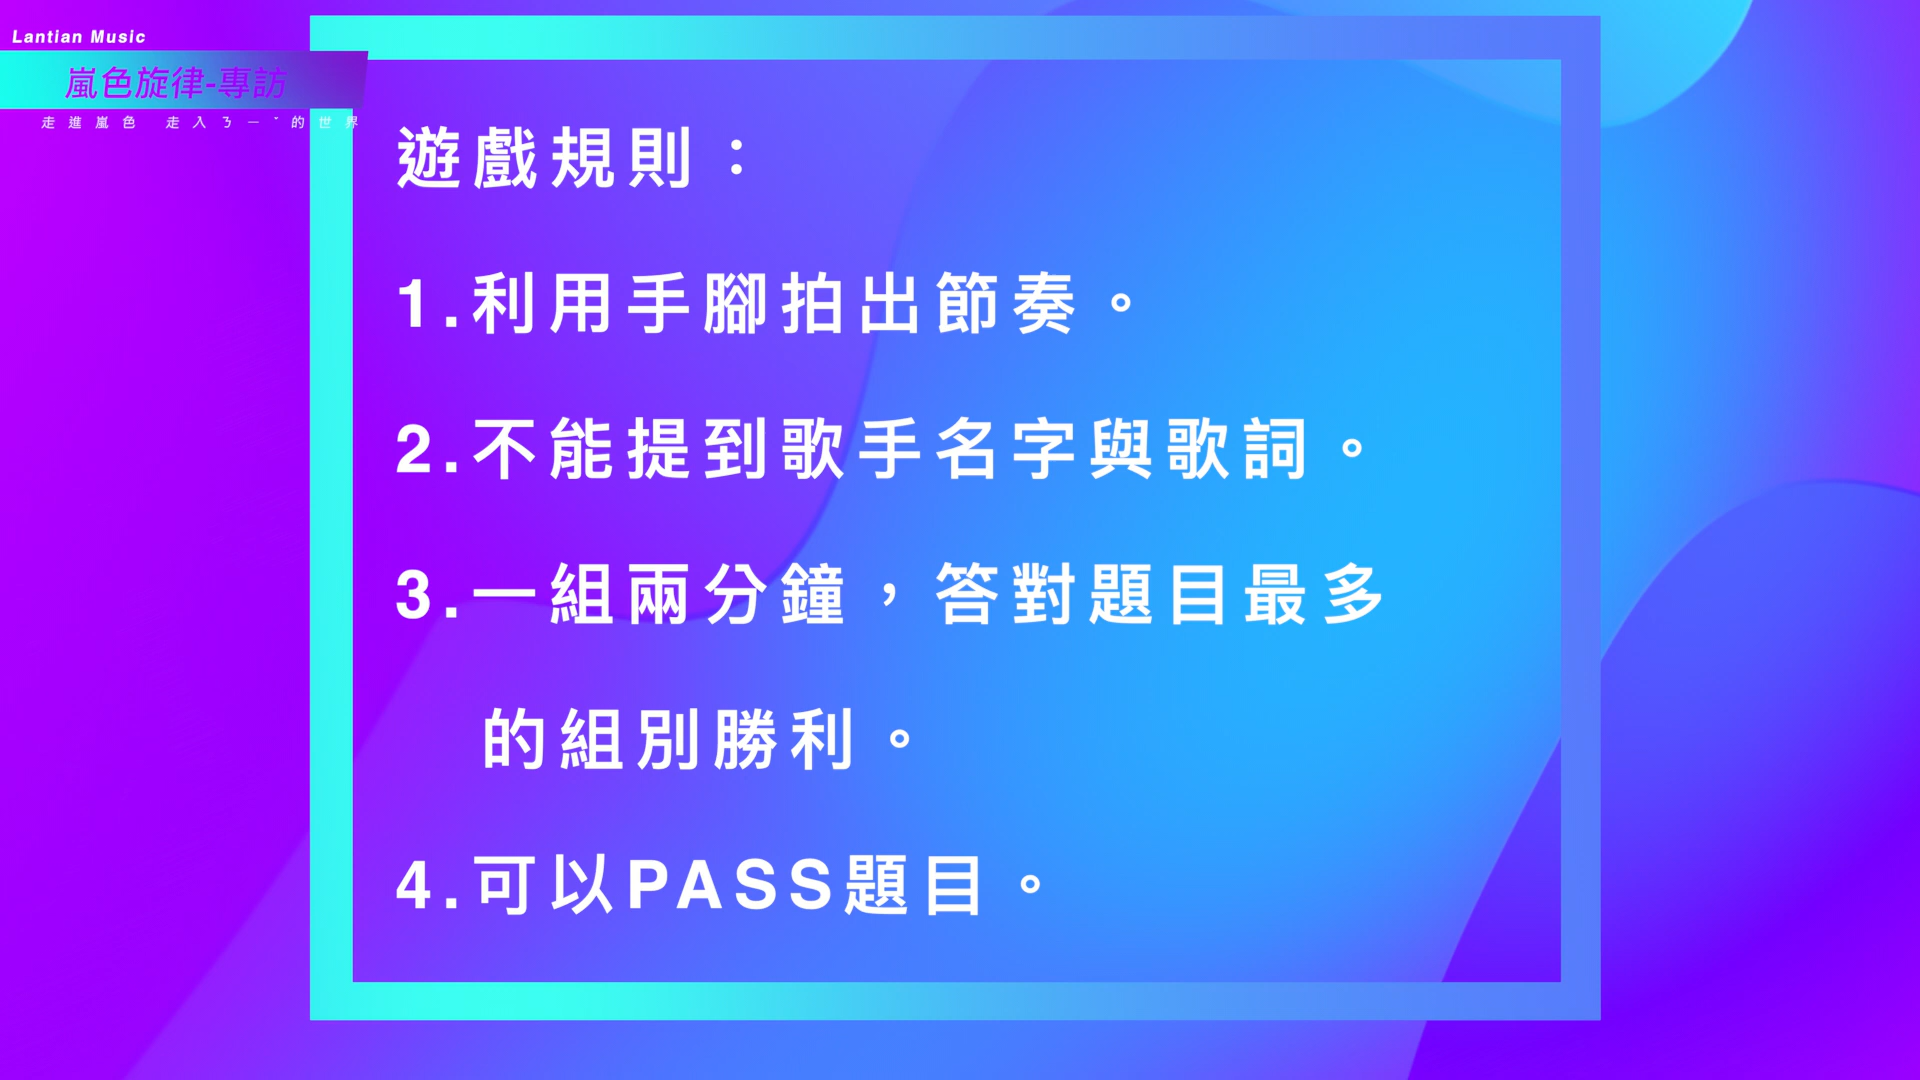 Lantian Music
嵐色旋律-專訪
走進嵐色 走入ㄋㄧˇ的世界
遊戲規則：
1.利用手腳拍出節奏。
2.不能提到歌手名字與歌詞。
3.一組兩分鐘，答對題目最多
的組別勝利。
4.可以PASS題目。